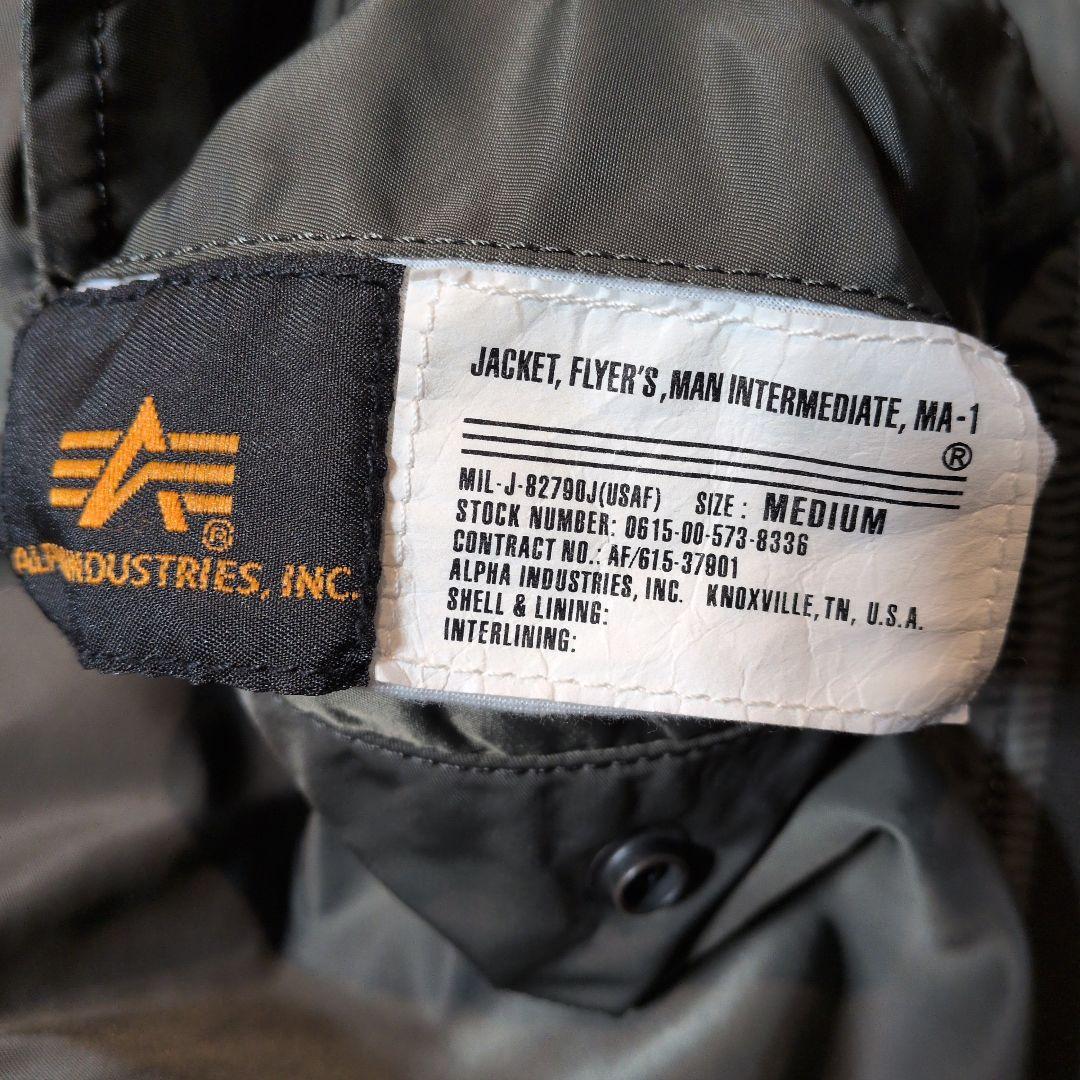 ALPHA INDUSTRIES, INC.
®
JACKET, FLYER'S, MAN INTERMEDIATE, MA-1
®
MIL-J-82790J(USAF) SIZE: MEDIUM
STOCK NUMBER: 0615-00-573-8336
CONTRACT NO.: AF/615-37901
ALPHA INDUSTRIES, INC. KNOXVILLE, TN, U.S.A.
SHELL & LINING:
INTERLINING: